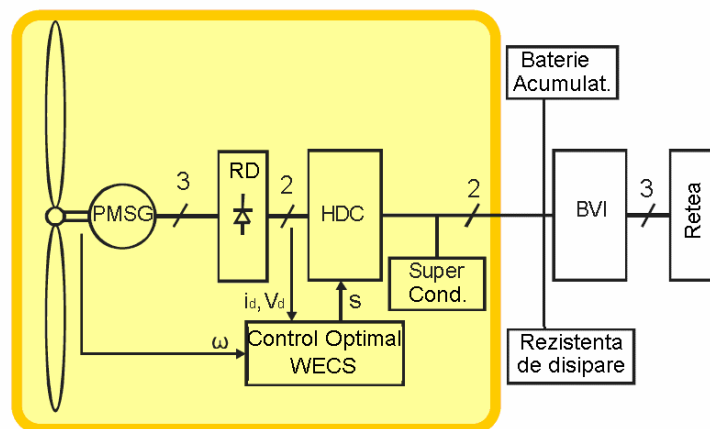 Baterie
Acumulat.
3
RD
2
2
3
PMSG
HDC
BVI
Retea
Super
Cond.
id, Vd
s
ω
Control Optimal
WECS
Rezistenta
de disipare